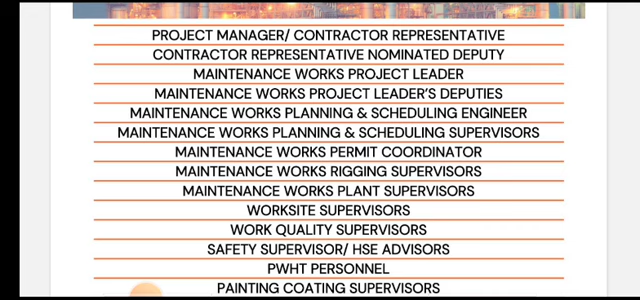 PROJECT MANAGER/ CONTRACTOR REPRESENTATIVE
CONTRACTOR REPRESENTATIVE NOMINATED DEPUTY
MAINTENANCE WORKS PROJECT LEADER
MAINTENANCE WORKS PROJECT LEADER'S DEPUTIES
MAINTENANCE WORKS PLANNING & SCHEDULING ENGINEER
MAINTENANCE WORKS PLANNING & SCHEDULING SUPERVISORS
MAINTENANCE WORKS PERMIT COORDINATOR
MAINTENANCE WORKS RIGGING SUPERVISORS
MAINTENANCE WORKS PLANT SUPERVISORS
WORKSITE SUPERVISORS
WORK QUALITY SUPERVISORS
SAFETY SUPERVISOR/ HSE ADVISORS
PWHT PERSONNEL
PAINTING COATING SUPERVISORS